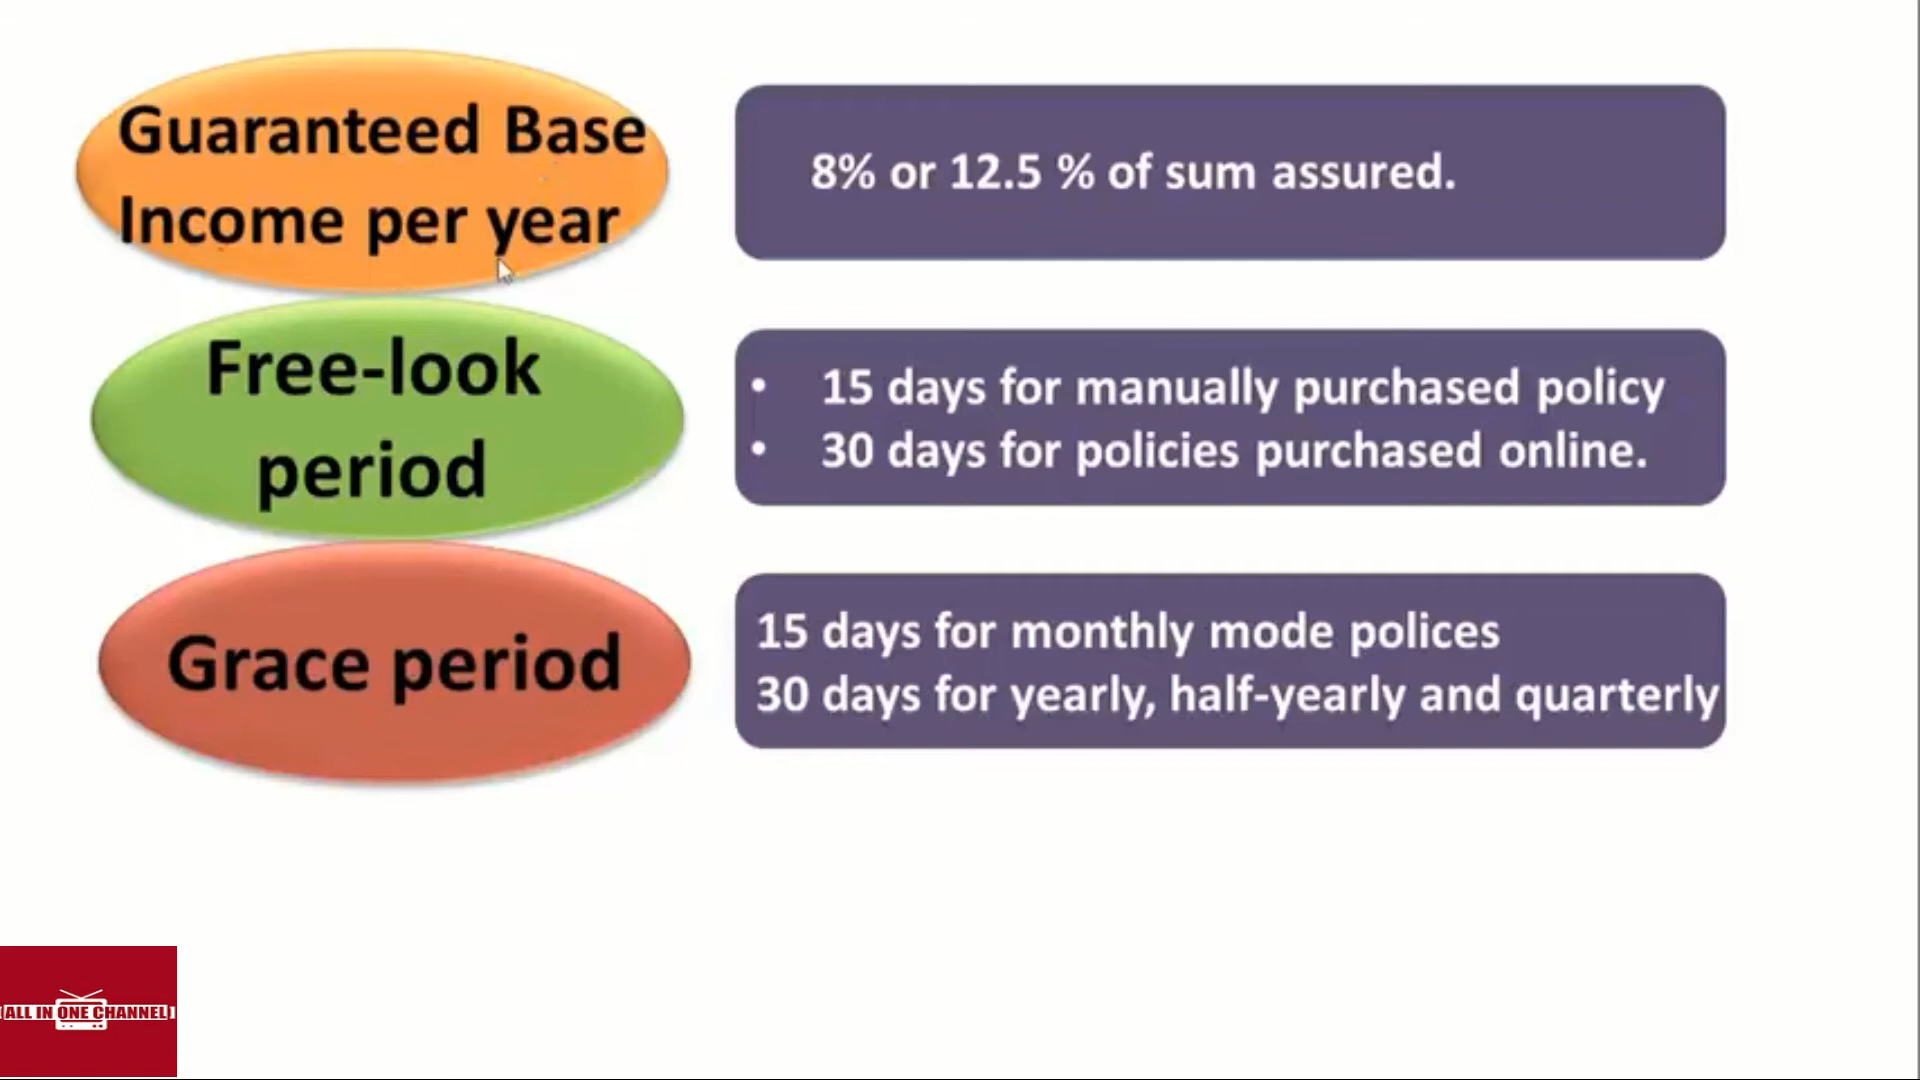 Guaranteed Base
Income per year
8% or 12.5 % of sum assured.
Free-look
period
• 15 days for manually purchased policy
• 30 days for policies purchased online.
Grace period
15 days for monthly mode polices
30 days for yearly, half-yearly and quarterly
[ALL IN ONE CHANNEL]